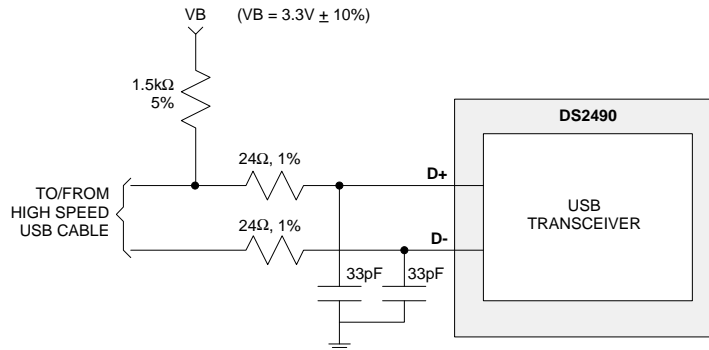 VB (VB = 3.3V ± 10%)
1.5kΩ
5%
DS2490
24Ω, 1%
D+
TO/FROM
HIGH SPEED
USB CABLE
USB
TRANSCEIVER
24Ω, 1%
D-
33pF 33pF